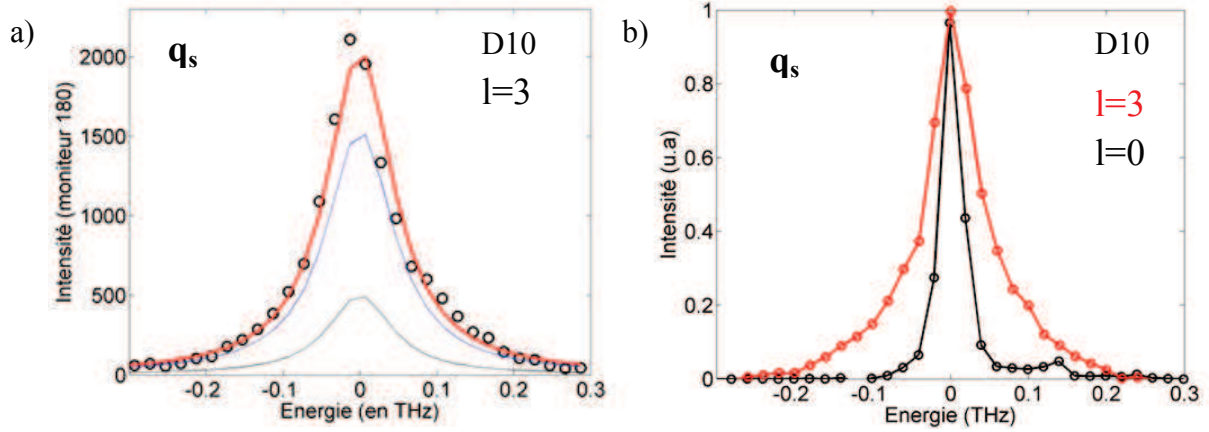 a)
q_s
D10
l=3
Intensité (moniteur 180)
2000
1500
1000
500
0
-0.2
-0.1
0
0.1
0.2
0.3
Energie (en THz)
b)
q_s
D10
l=3
l=0
Intensité (u.a)
1
0.8
0.6
0.4
0.2
0
-0.2
-0.1
0
0.1
0.2
0.3
Energie (THz)